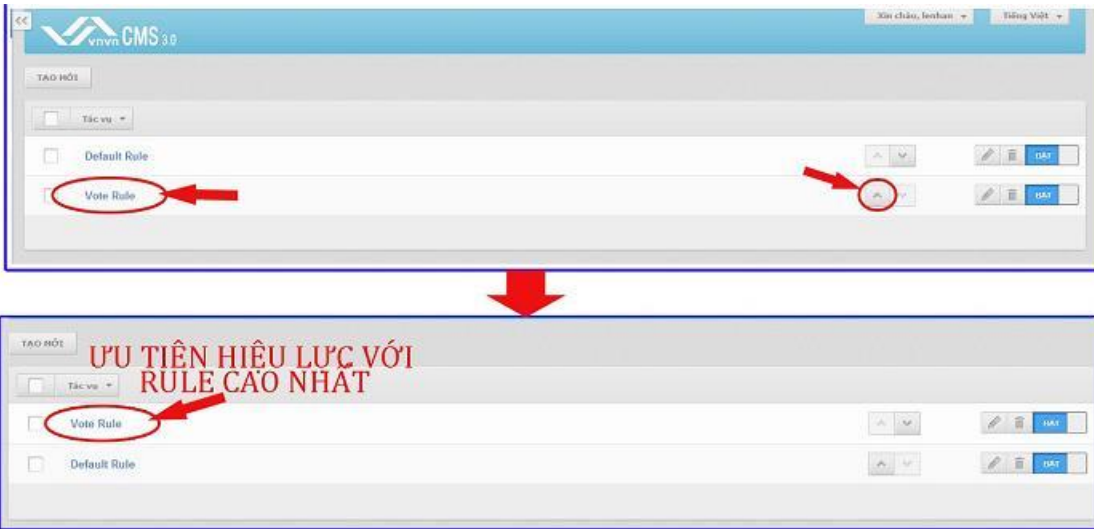 <<
vnvn CMS 3.0
Xin chào, lenhan
Tiếng Việt
TẠO MỚI
Tác vụ
Default Rule
BẬT
Vote Rule
BẬT
TẠO MỚI
ƯU TIÊN HIỆU LỰC VỚI
RULE CAO NHẤT
Tác vụ
Vote Rule
BẬT
Default Rule
BẬT